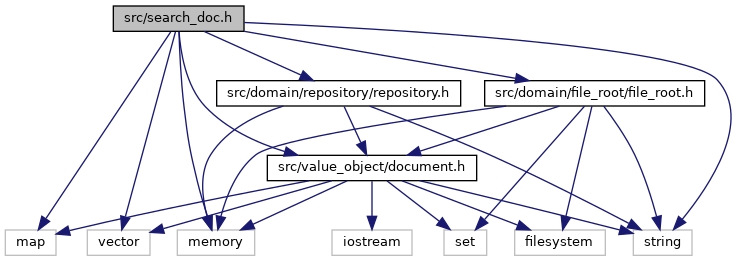 src/search_doc.h
src/domain/repository/repository.h
src/domain/file_root/file_root.h
src/value_object/document.h
map
vector
memory
iostream
set
filesystem
string